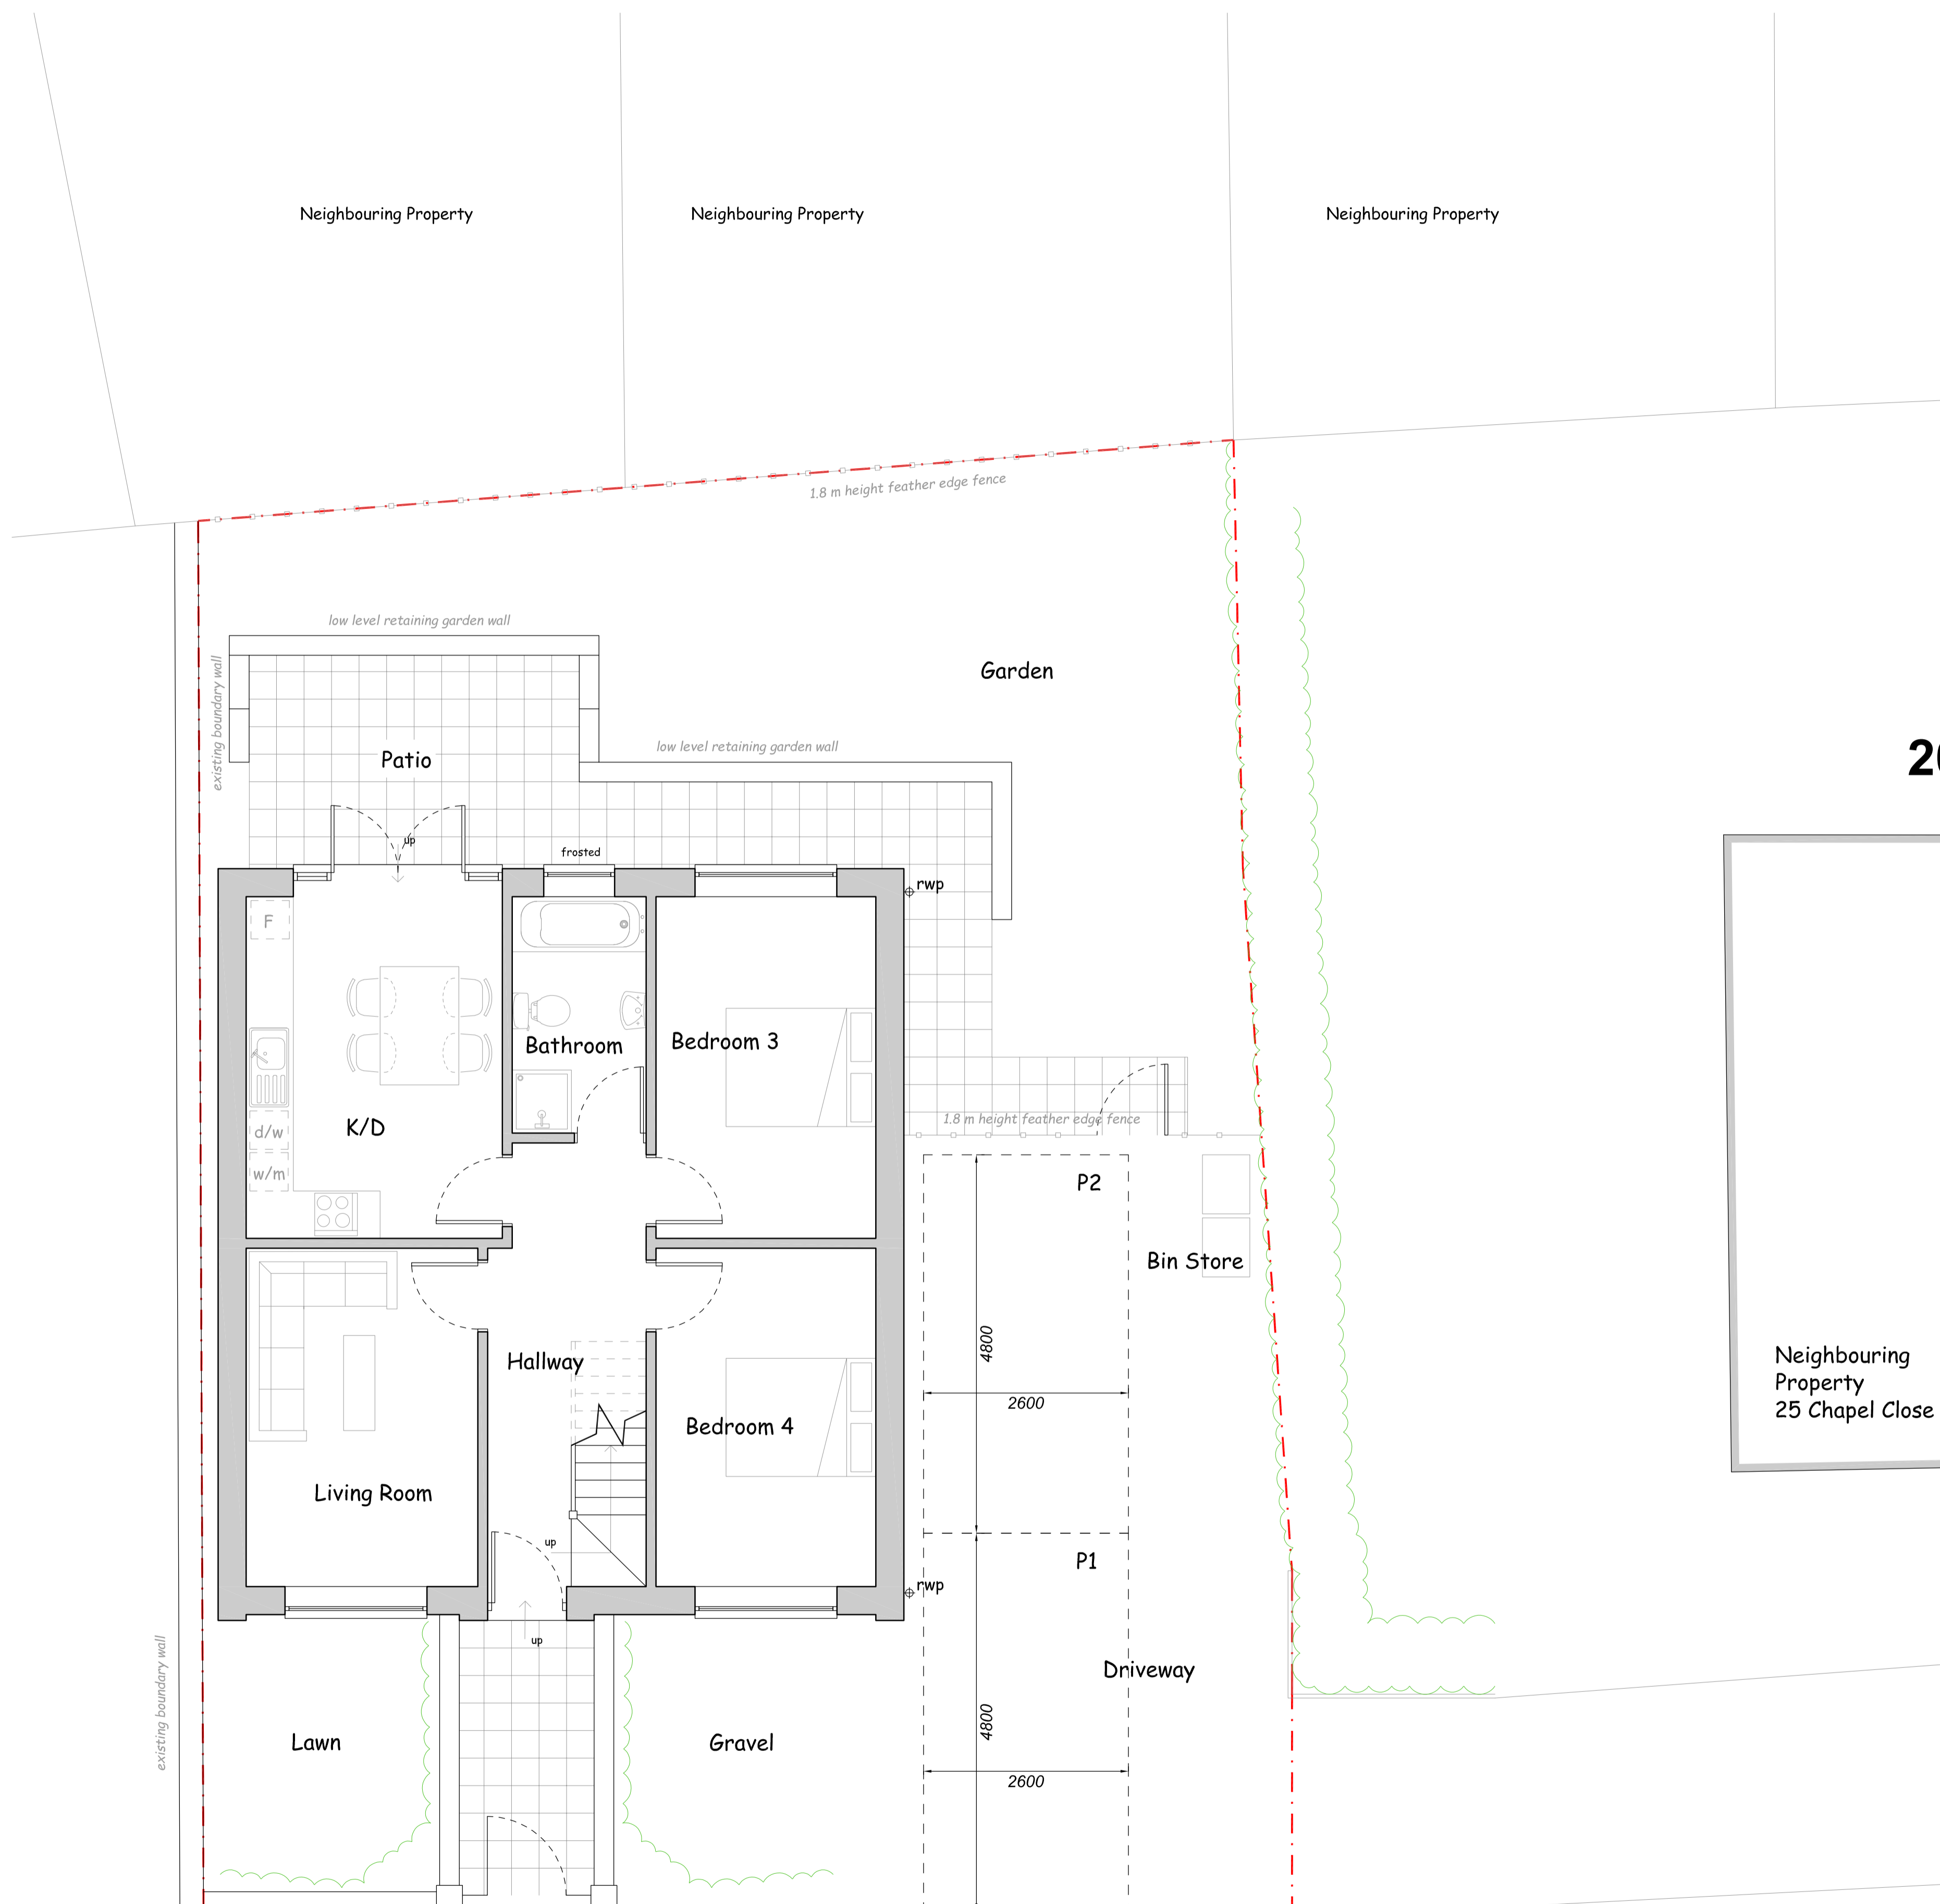 Neighbouring Property
Neighbouring Property
Neighbouring Property
1.8 m height feather edge fence
low level retaining garden wall
existing boundary wall
Garden
low level retaining garden wall
Patio
up
frosted
rwp
F
Bathroom
Bedroom 3
K/D
d/w
w/m
1.8 m height feather edge fence
P2
Bin Store
4800
2600
Hallway
Bedroom 4
Living Room
up
P1
rwp
up
Neighbouring
Property
25 Chapel Close
existing boundary wall
Lawn
Gravel
Driveway
4800
2600